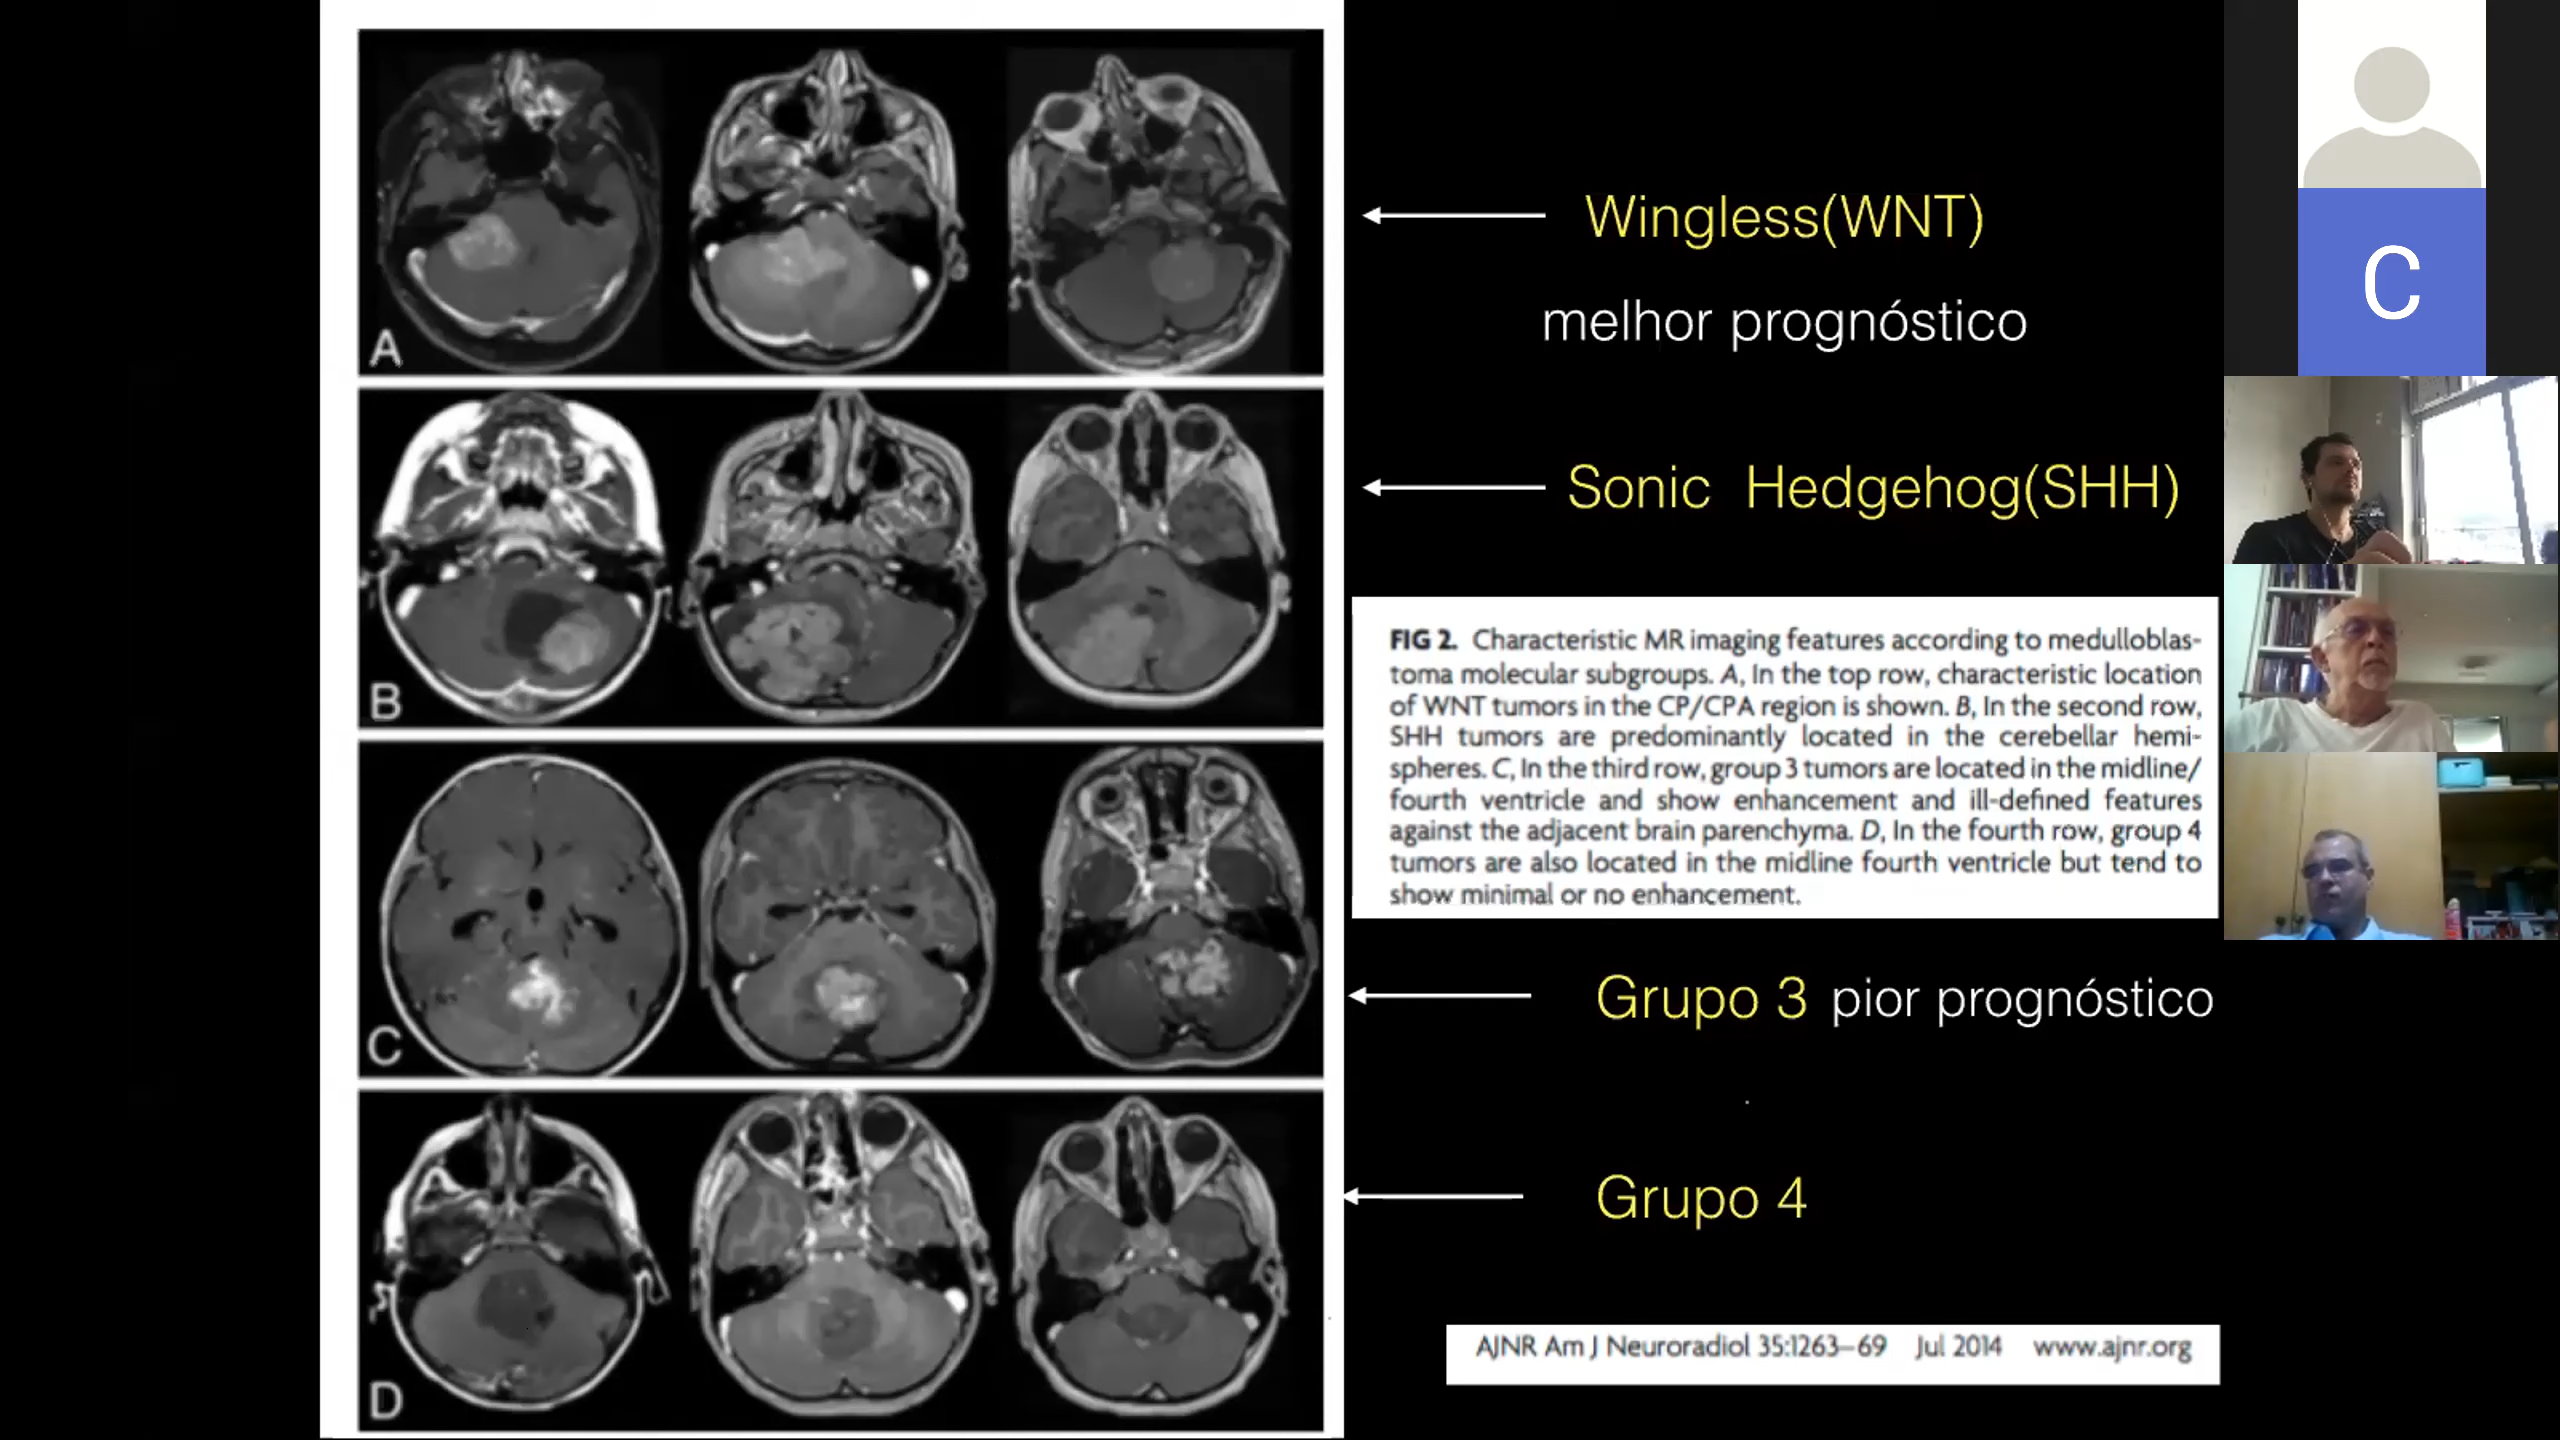 A
B
C
D
Wingless(WNT)
melhor prognóstico
Sonic Hedgehog(SHH)
FIG 2. Characteristic MR imaging features according to medulloblas-
toma molecular subgroups. A, In the top row, characteristic location
of WNT tumors in the CP/CPA region is shown. B, In the second row,
SHH tumors are predominantly located in the cerebellar hemi-
spheres. C, In the third row, group 3 tumors are located in the midline/
fourth ventricle and show enhancement and ill-defined features
against the adjacent brain parenchyma. D, In the fourth row, group 4
tumors are also located in the midline fourth ventricle but tend to
show minimal or no enhancement.
Grupo 3 pior prognóstico
Grupo 4
AJNR Am J Neuroradiol 35:1263–69 Jul 2014 www.ajnr.org
C